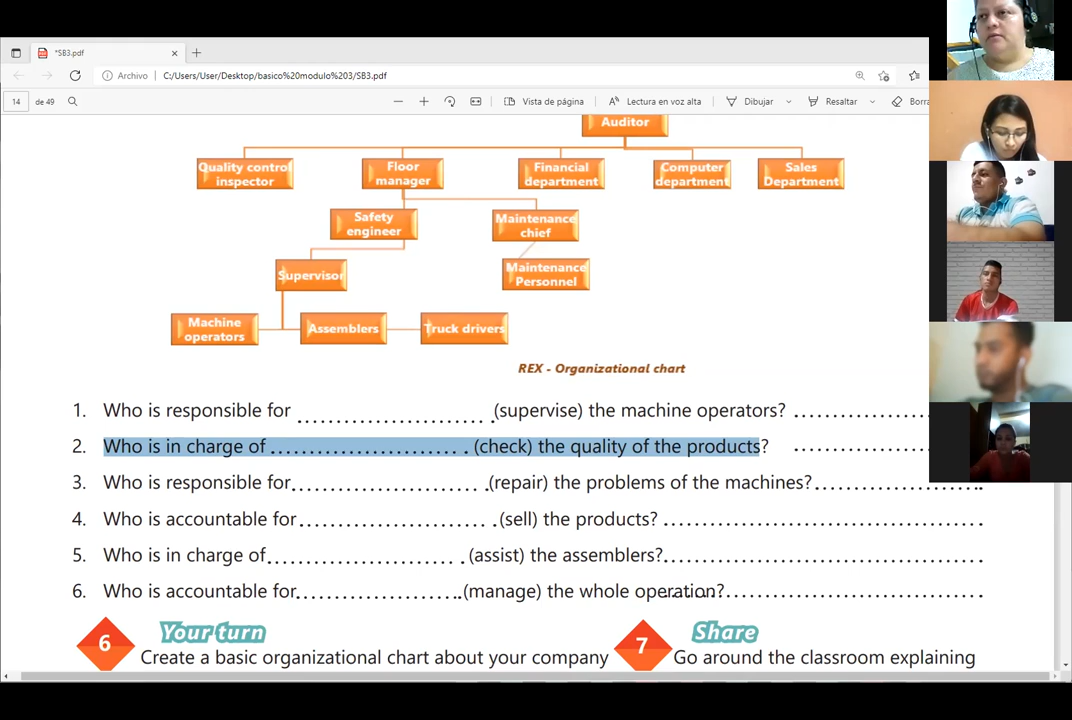 *SB3.pdf
Archivo
C:/Users/User/Desktop/basico%20modulo%203/SB3.pdf
14
de 49
Vista de página
Lectura en voz alta
Dibujar
Resaltar
Borra
Auditor
Quality control
inspector
Floor
manager
Financial
department
Computer
department
Sales
Department
Safety
engineer
Maintenance
chief
Supervisor
Maintenance
Personnel
Machine
operators
Assemblers
Truck drivers
REX - Organizational chart
1. Who is responsible for ........................ (supervise) the machine operators? ..................
2. Who is in charge of ........................ (check) the quality of the products? ..................
3. Who is responsible for........................ (repair) the problems of the machines?........................
4. Who is accountable for........................ (sell) the products? ........................................
5. Who is in charge of........................ (assist) the assemblers?........................................
6. Who is accountable for........................ (manage) the whole operation?................................
6
Your turn
Create a basic organizational chart about your company
7
Share
Go around the classroom explaining